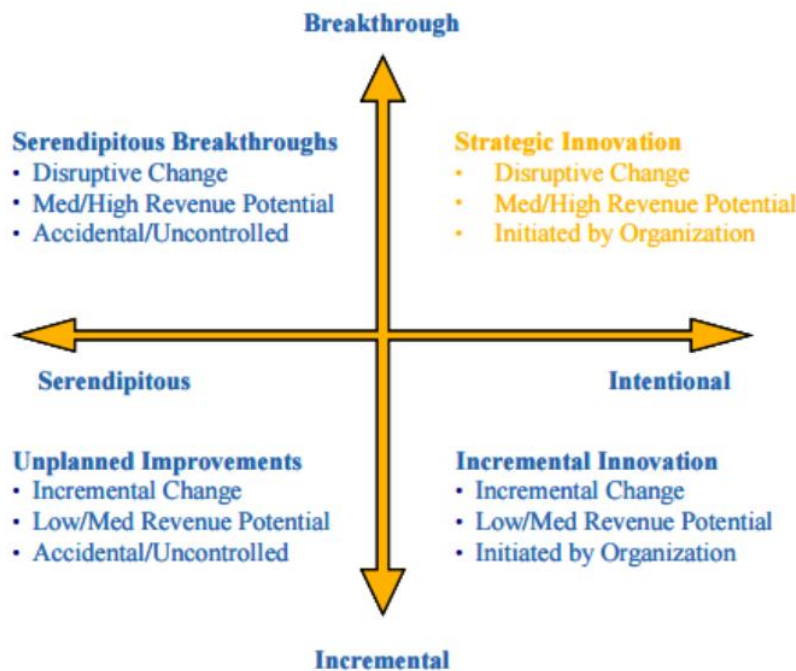 Breakthrough
Serendipitous Breakthroughs
• Disruptive Change
• Med/High Revenue Potential
• Accidental/Uncontrolled
Strategic Innovation
• Disruptive Change
• Med/High Revenue Potential
• Initiated by Organization
Serendipitous
Intentional
Unplanned Improvements
• Incremental Change
• Low/Med Revenue Potential
• Accidental/Uncontrolled
Incremental Innovation
• Incremental Change
• Low/Med Revenue Potential
• Initiated by Organization
Incremental